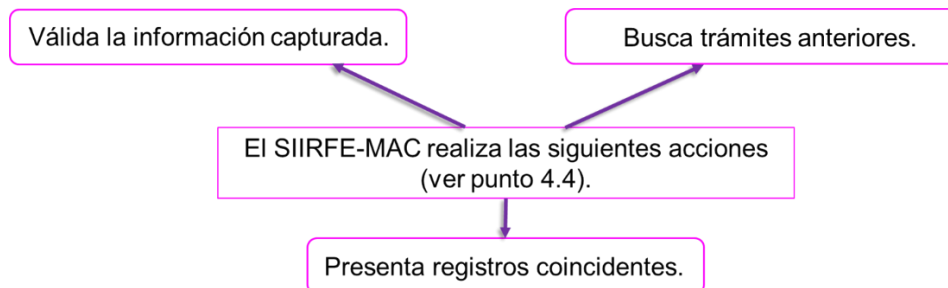 Válida la información capturada.
Busca trámites anteriores.
El SIIRFE-MAC realiza las siguientes acciones
(ver punto 4.4).
Presenta registros coincidentes.